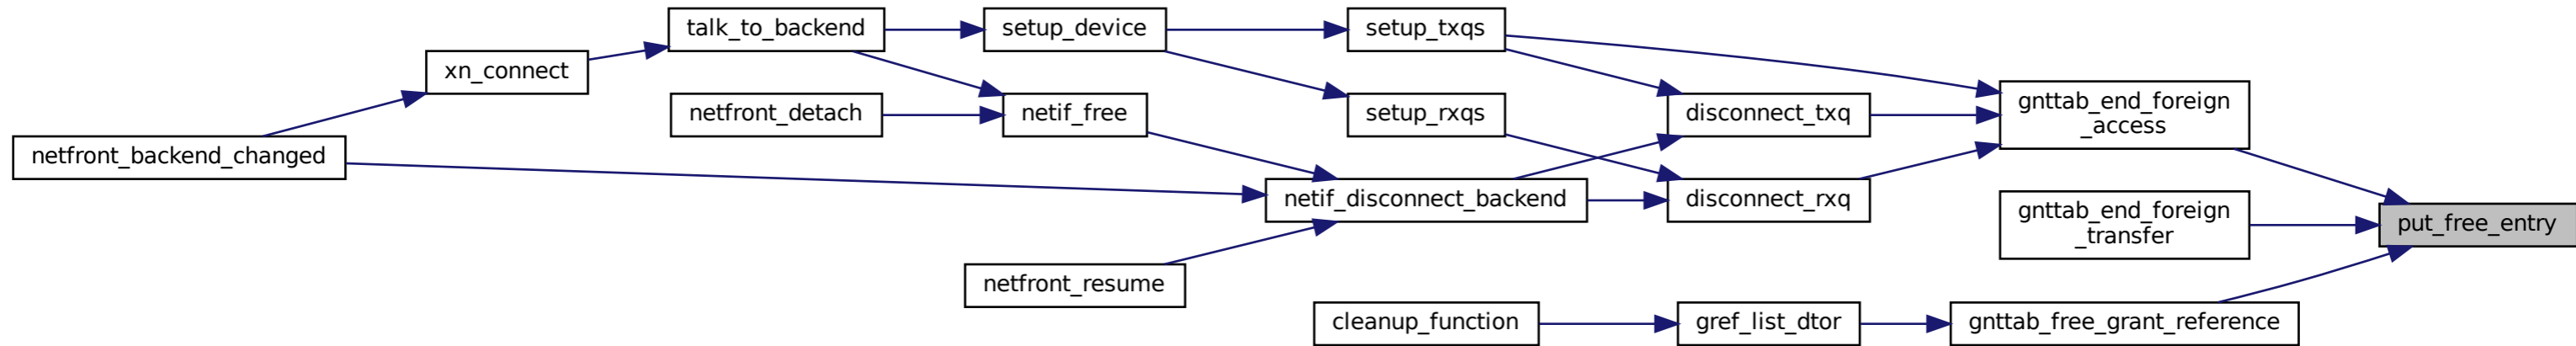 talk_to_backend
setup_device
setup_txqs
xn_connect
netfront_detach
netif_free
setup_rxqs
disconnect_txq
gnttab_end_foreign
_access
netfront_backend_changed
netif_disconnect_backend
disconnect_rxq
gnttab_end_foreign
_transfer
put_free_entry
netfront_resume
cleanup_function
gref_list_dtor
gnttab_free_grant_reference